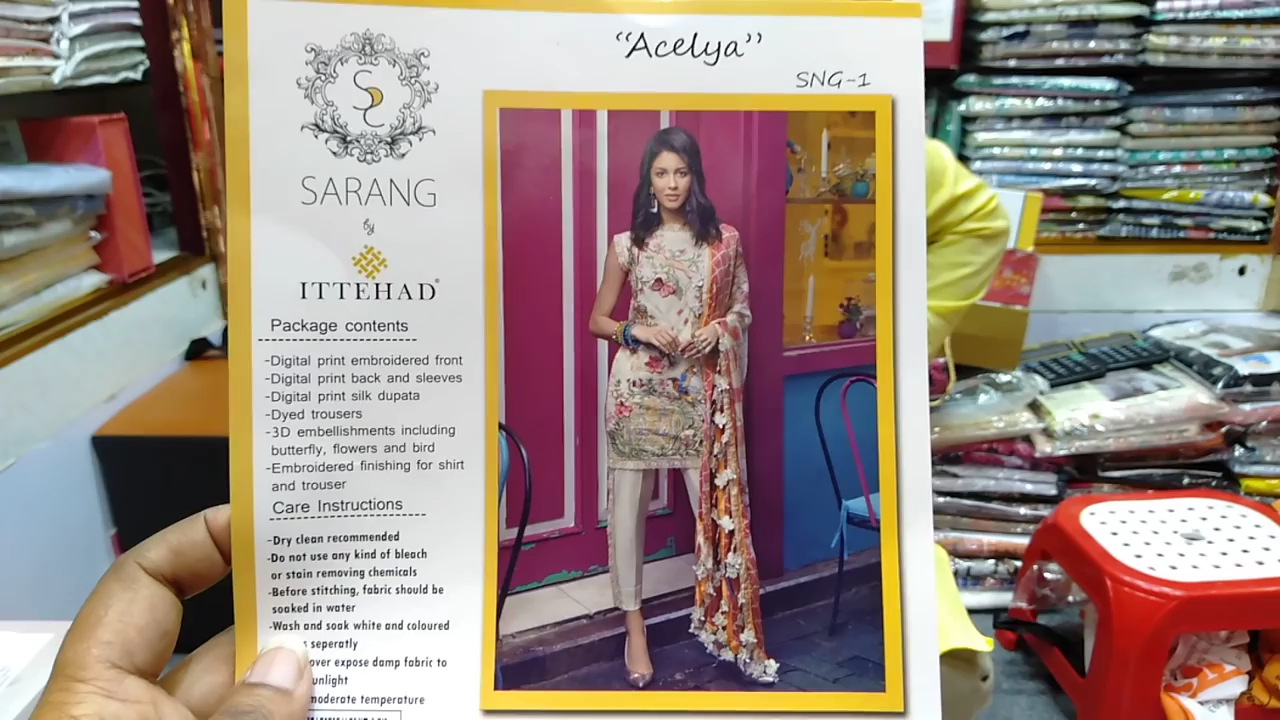 “Acelya”
SNG-1
SARANG
by
ITTEHAD
Package contents
-Digital print embroidered front
-Digital print back and sleeves
-Digital print silk dupata
-Dyed trousers
-3D embellishments including
butterfly, flowers and bird
-Embroidered finishing for shirt
and trouser
Care Instructions
-Dry clean recommended
-Do not use any kind of bleach
or stain removing chemicals
-Before stitching, fabric should be
soaked in water
-Wash and soak white and coloured
seperatly
over expose damp fabric to
moderate temperature